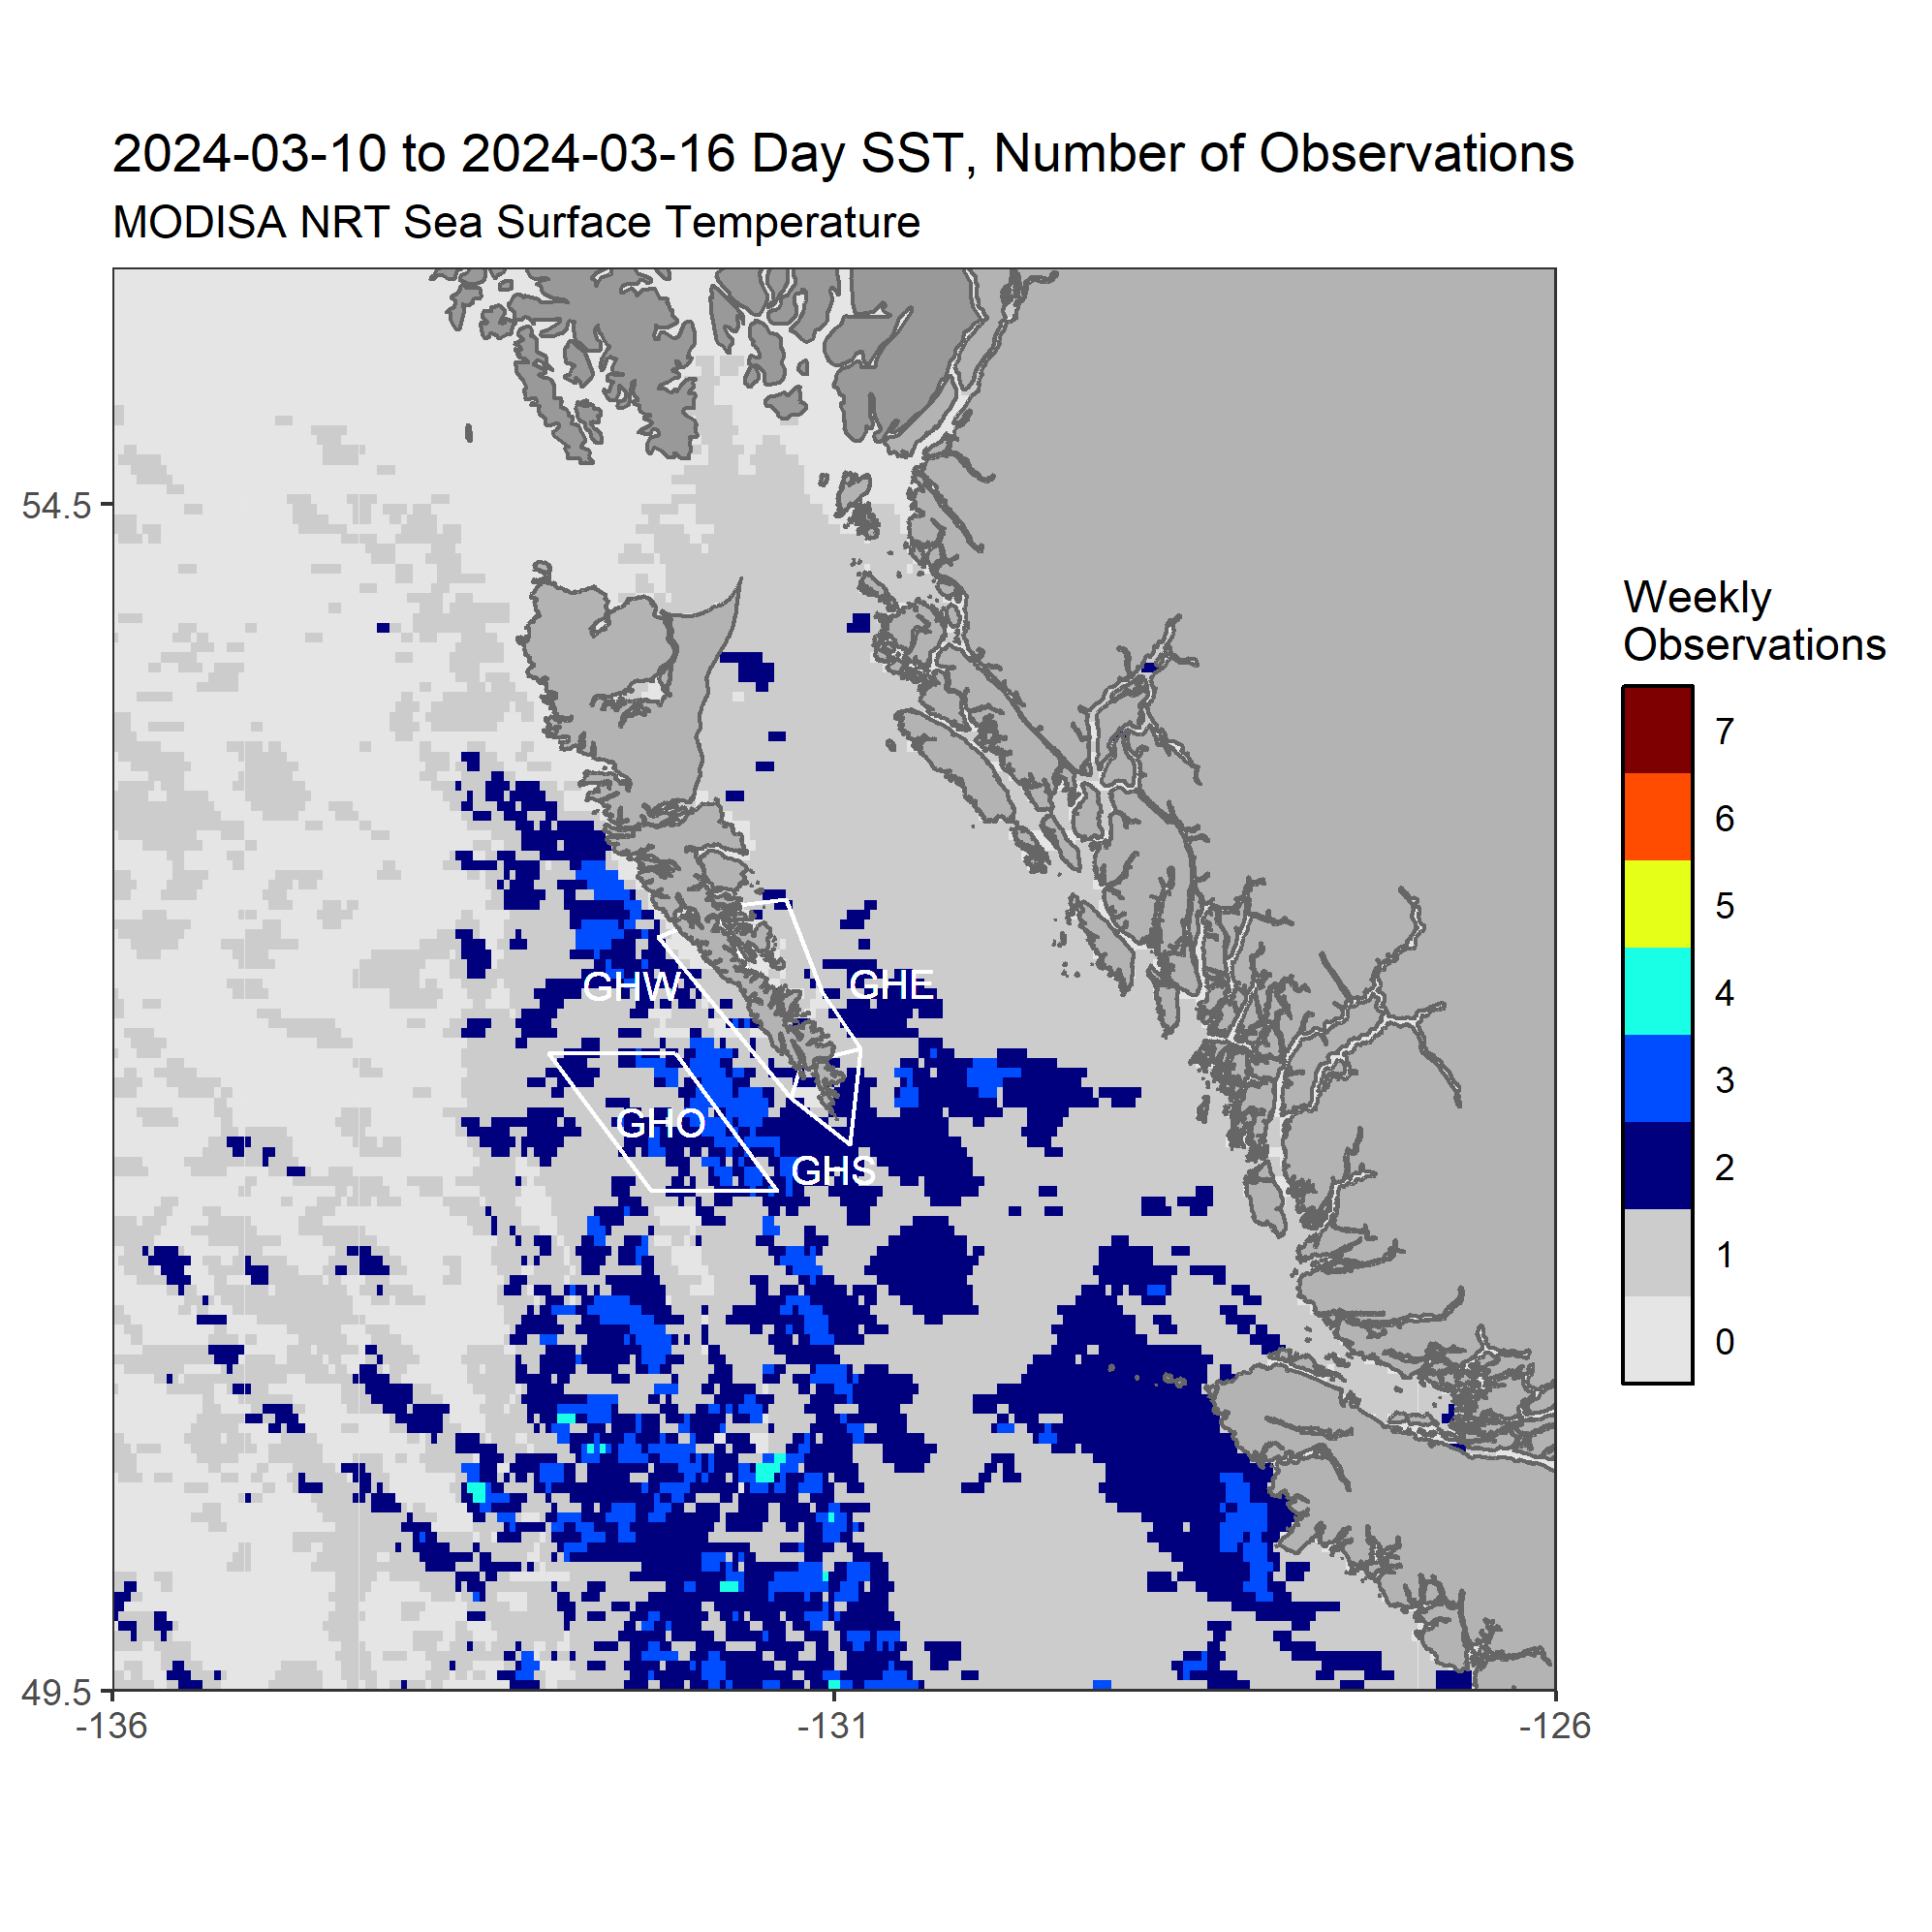 2024-03-10 to 2024-03-16 Day SST, Number of Observations
MODISA NRT Sea Surface Temperature
54.5
49.5
-136
-131
-126
GHW
GHE
GHO
GHS
Weekly
Observations
7
6
5
4
3
2
1
0